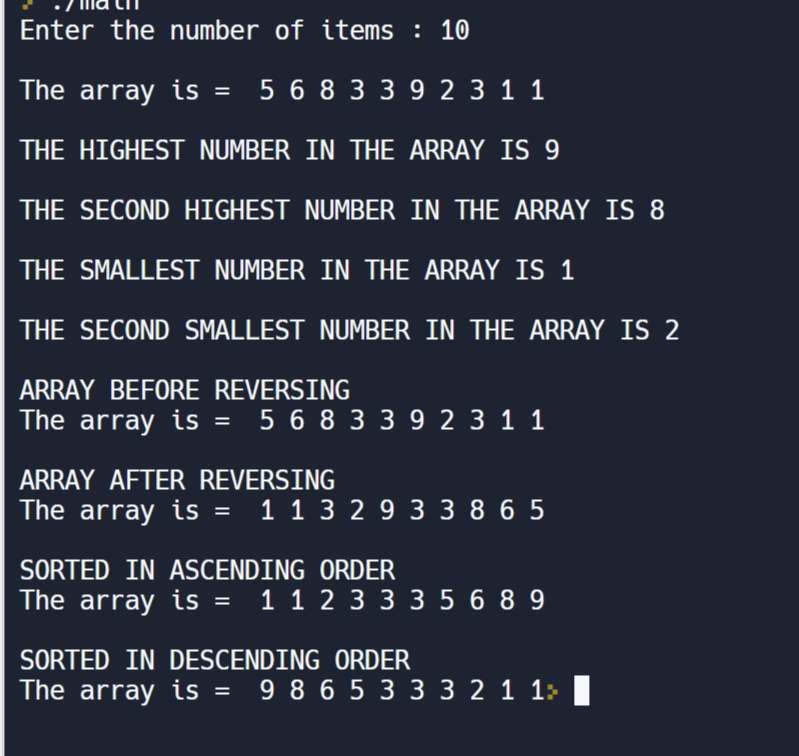 ./math
Enter the number of items : 10
The array is =  5 6 8 3 3 9 2 3 1 1
THE HIGHEST NUMBER IN THE ARRAY IS 9
THE SECOND HIGHEST NUMBER IN THE ARRAY IS 8
THE SMALLEST NUMBER IN THE ARRAY IS 1
THE SECOND SMALLEST NUMBER IN THE ARRAY IS 2
ARRAY BEFORE REVERSING
The array is =  5 6 8 3 3 9 2 3 1 1
ARRAY AFTER REVERSING
The array is =  1 1 3 2 9 3 3 8 6 5
SORTED IN ASCENDING ORDER
The array is =  1 1 2 3 3 3 5 6 8 9
SORTED IN DESCENDING ORDER
The array is =  9 8 6 5 3 3 3 2 1 1